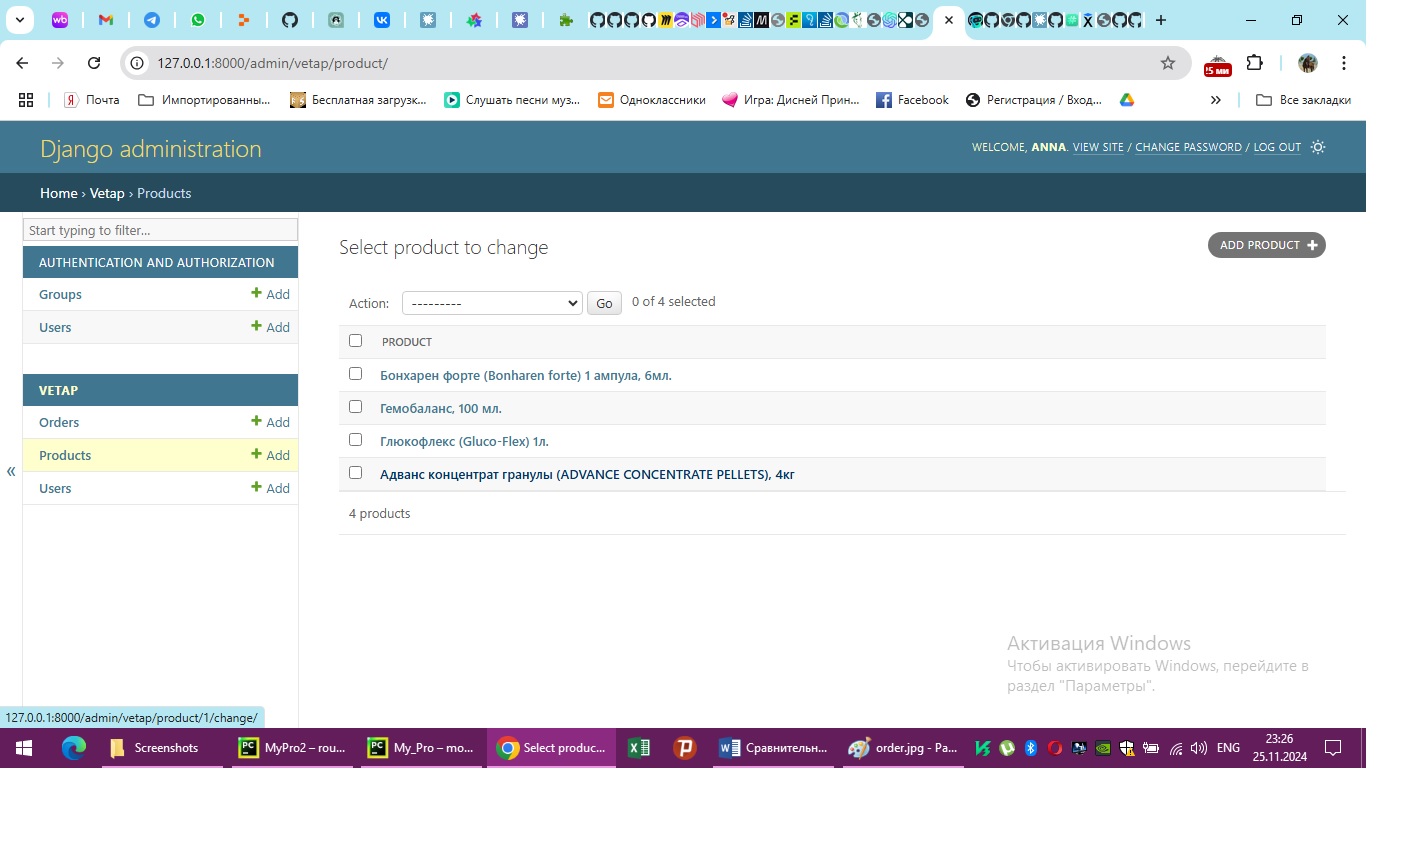 127.0.0.1:8000/admin/vetap/product/
15 ми
Почта
Импортированны...
Бесплатная загрузк...
Слушать песни муз...
Одноклассники
Игра: Дисней Прин...
Facebook
Регистрация / Вход...
Все закладки
Django administration
WELCOME, ANNA. VIEW SITE / CHANGE PASSWORD / LOG OUT
Home › Vetap › Products
Start typing to filter...
AUTHENTICATION AND AUTHORIZATION
Groups + Add
Users + Add
VETAP
Orders + Add
Products + Add
Users + Add
«
Select product to change
ADD PRODUCT +
Action: --------- Go 0 of 4 selected
PRODUCT
Бонхарен форте (Bonharen forte) 1 ампула, 6мл.
Гемобаланс, 100 мл.
Глюкофлекс (Gluco-Flex) 1л.
Адванс концентрат гранулы (ADVANCE CONCENTRATE PELLETS), 4кг
4 products
Активация Windows
Чтобы активировать Windows, перейдите в
раздел "Параметры".
127.0.0.1:8000/admin/vetap/product/1/change/
Screenshots
MyPro2 – rou...
My_Pro – mo...
Select produc...
Сравнительн...
order.jpg - Pa...
ENG
23:26
25.11.2024